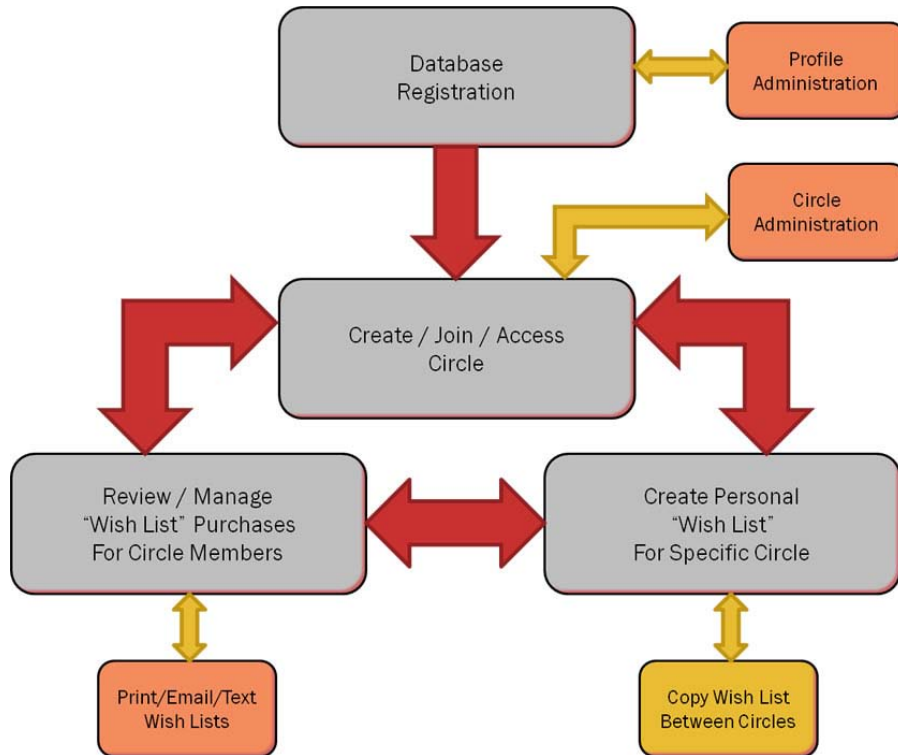 Database
Registration
Profile
Administration
Circle
Administration
Create / Join / Access
Circle
Review / Manage
“Wish List” Purchases
For Circle Members
Create Personal
“Wish List”
For Specific Circle
Print/Email/Text
Wish Lists
Copy Wish List
Between Circles